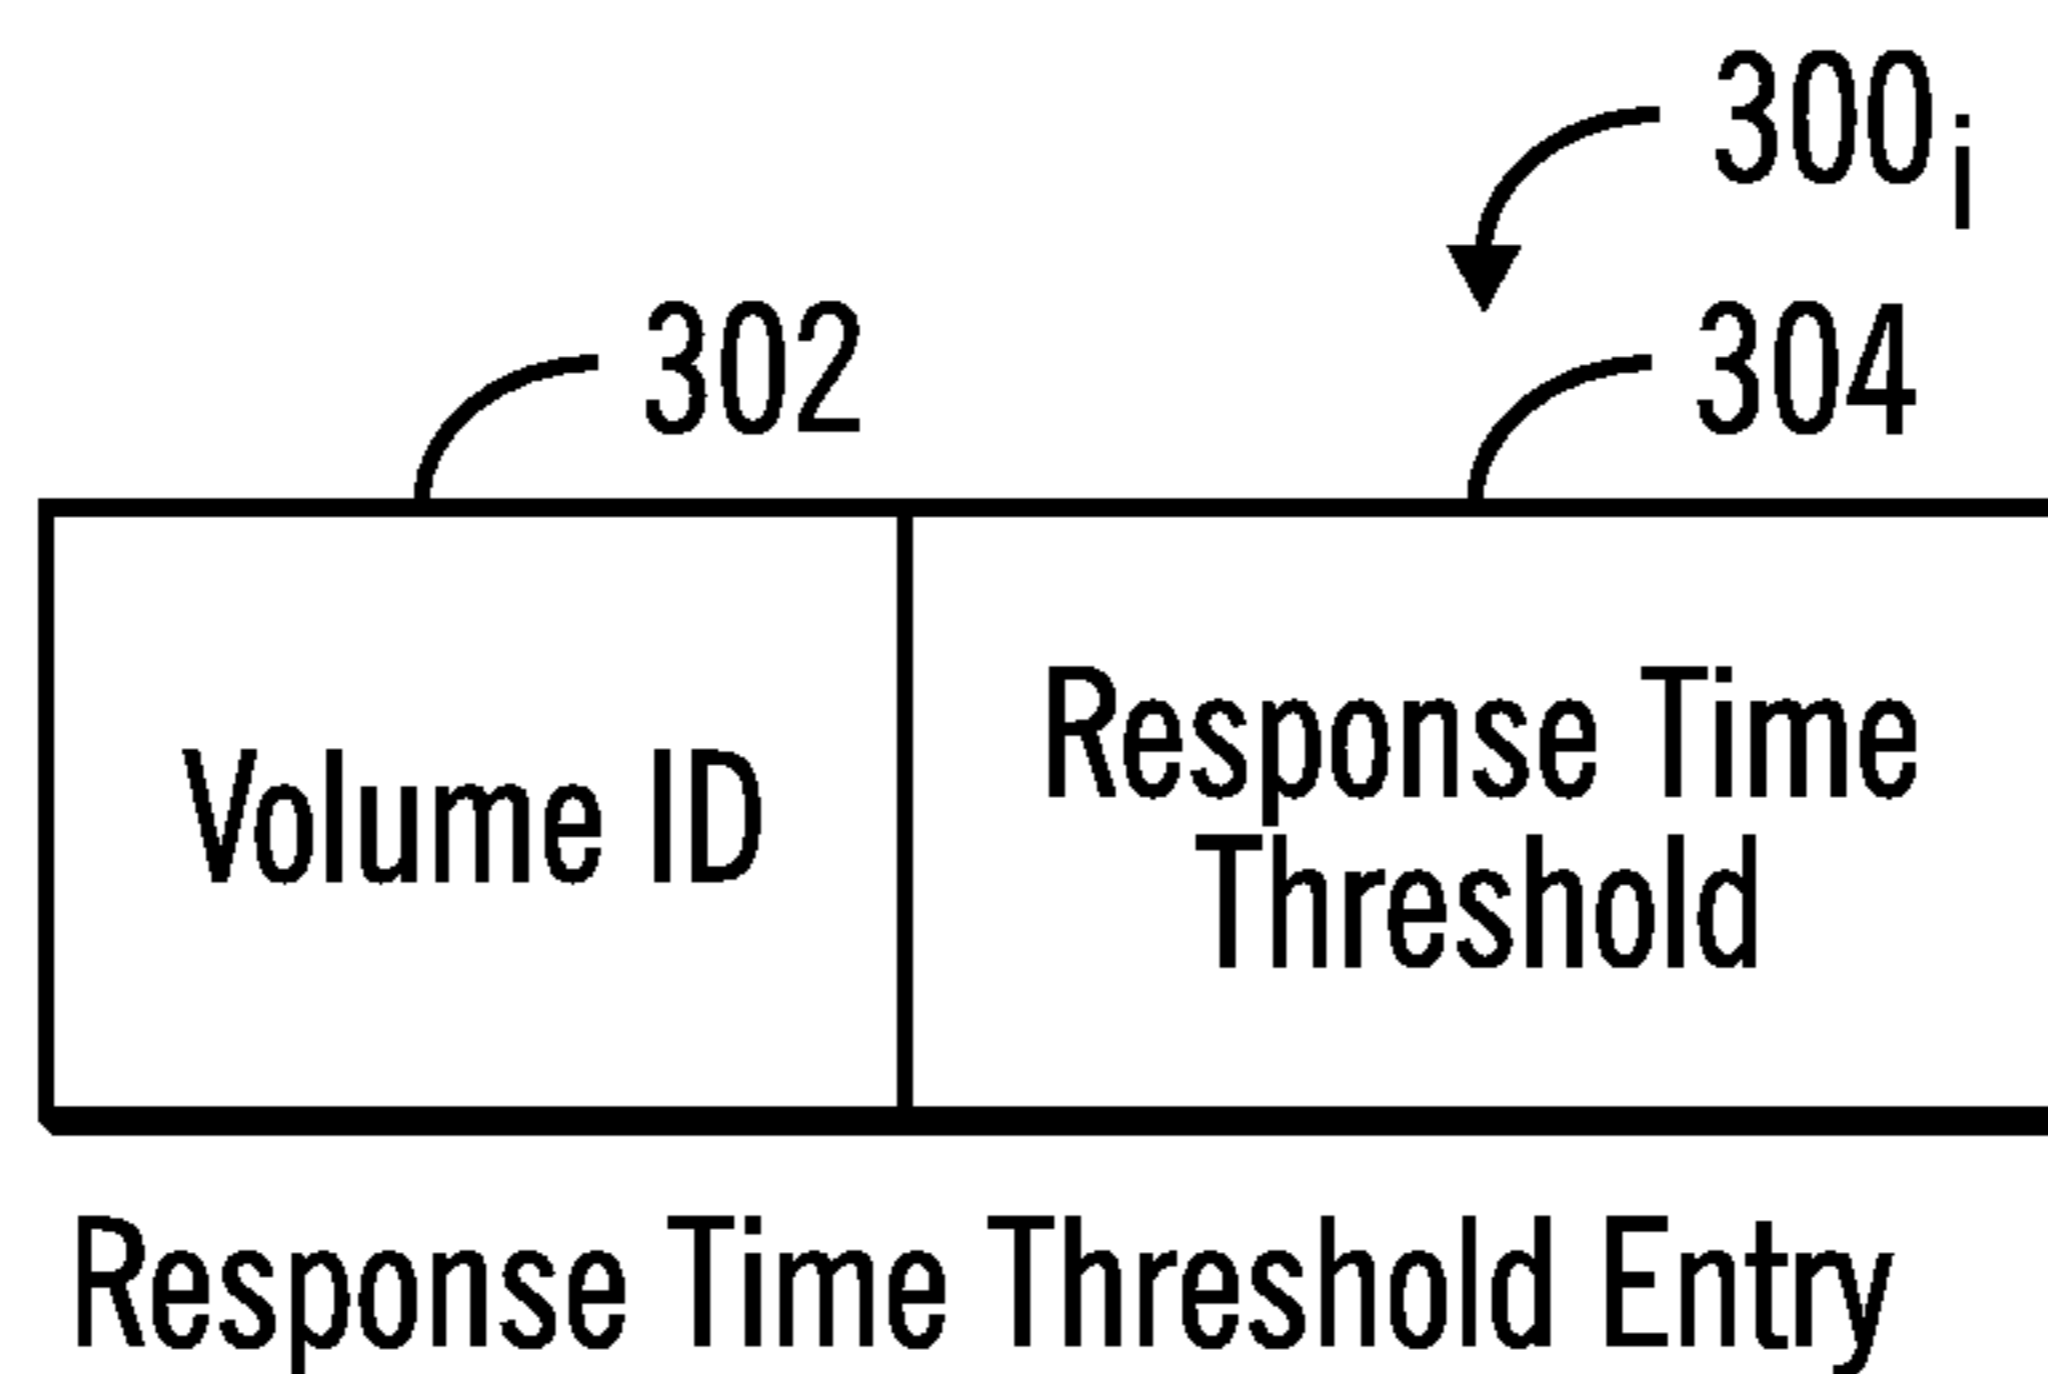 300i
302
304
Volume ID
Response Time
Threshold
Response Time Threshold Entry